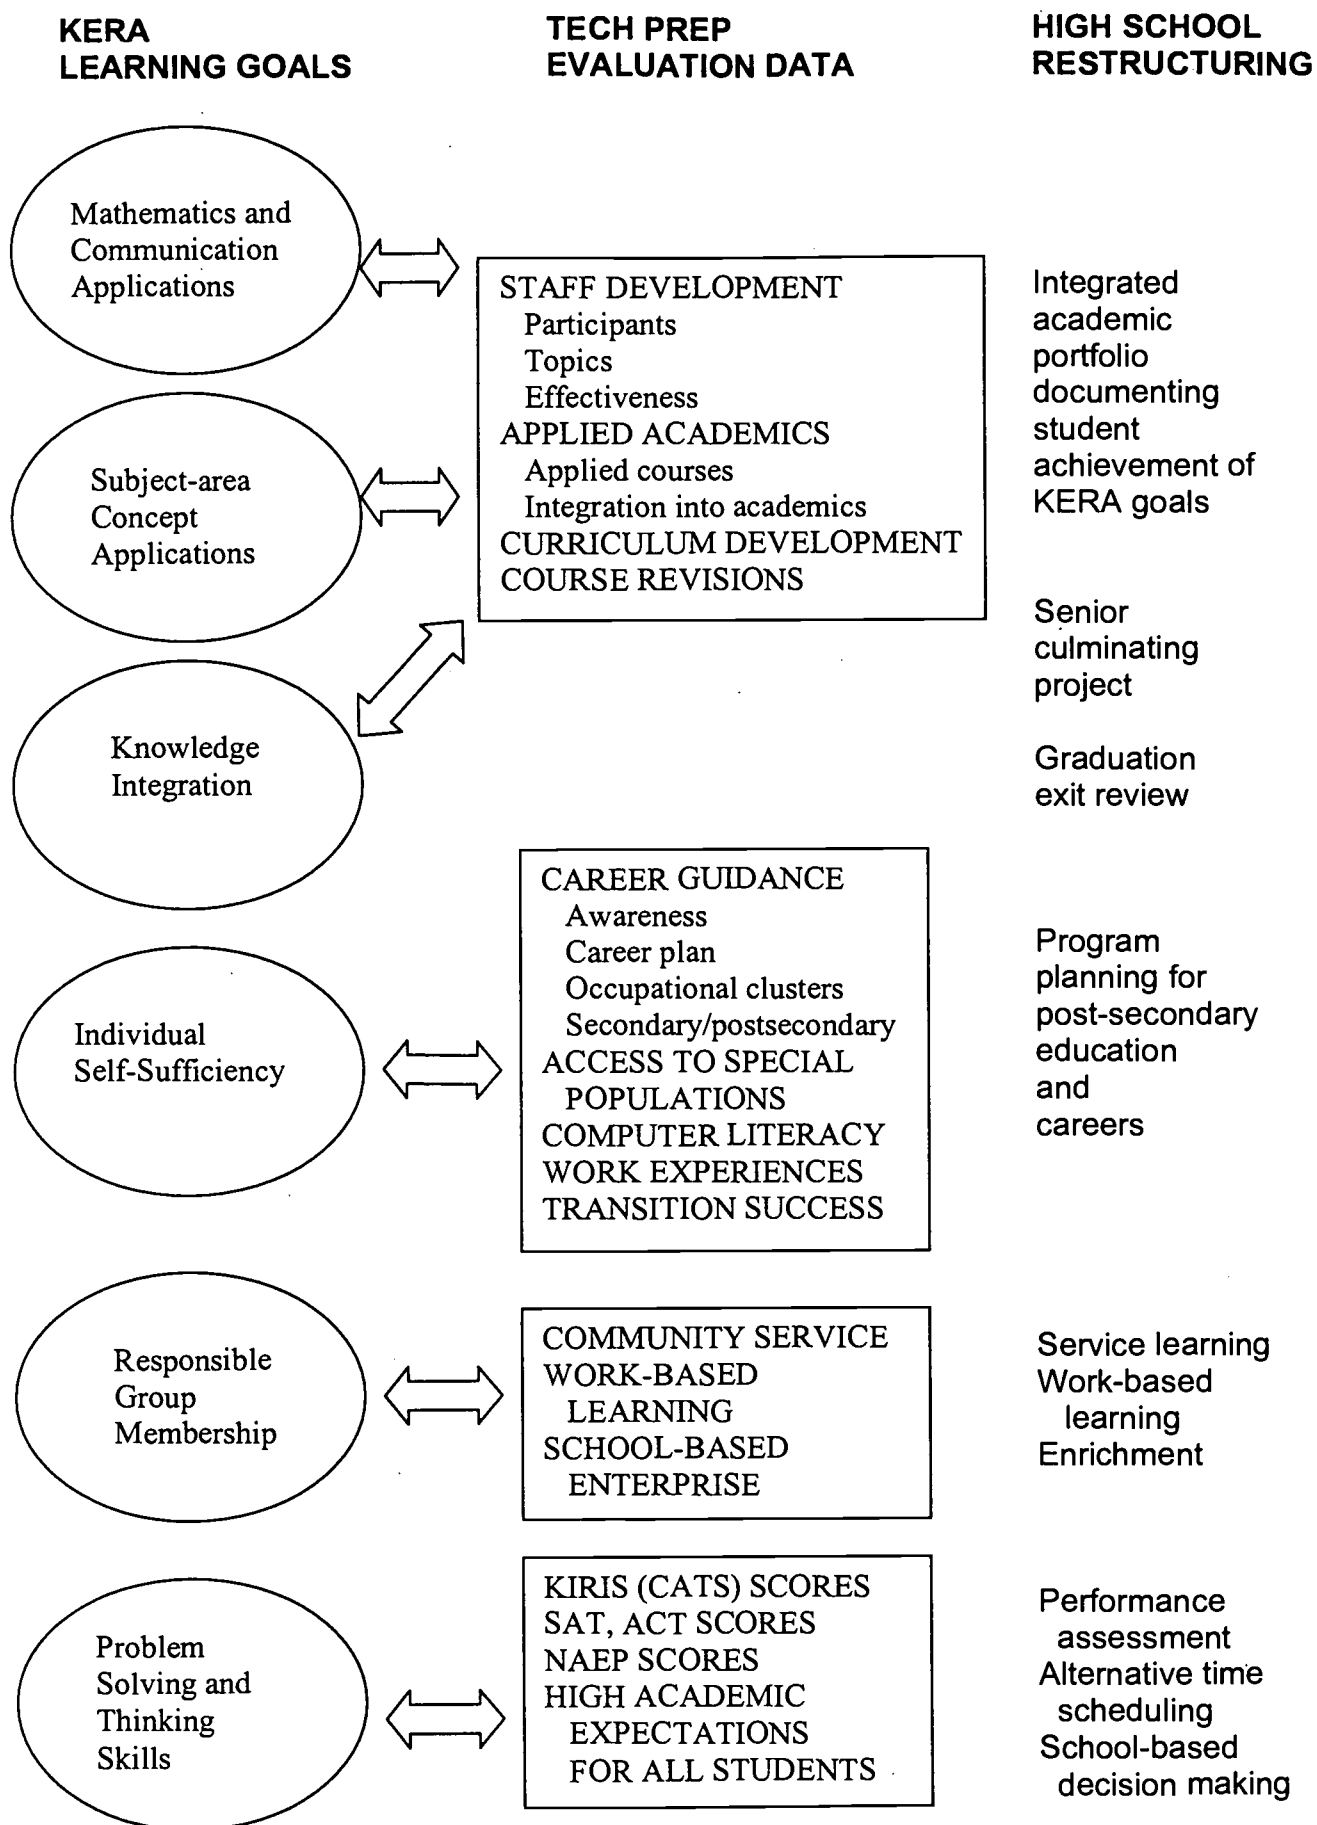 KERA
LEARNING GOALS
TECH PREP
EVALUATION DATA
HIGH SCHOOL
RESTRUCTURING
Mathematics and
Communication
Applications
Subject-area
Concept
Applications
Knowledge
Integration
STAFF DEVELOPMENT
Participants
Topics
Effectiveness
APPLIED ACADEMICS
Applied courses
Integration into academics
CURRICULUM DEVELOPMENT
COURSE REVISIONS
Integrated
academic
portfolio
documenting
student
achievement of
KERA goals
Senior
culminating
project
Graduation
exit review
Individual
Self-Sufficiency
CAREER GUIDANCE
Awareness
Career plan
Occupational clusters
Secondary/postsecondary
ACCESS TO SPECIAL
POPULATIONS
COMPUTER LITERACY
WORK EXPERIENCES
TRANSITION SUCCESS
Program
planning for
post-secondary
education
and
careers
Responsible
Group
Membership
COMMUNITY SERVICE
WORK-BASED
LEARNING
SCHOOL-BASED
ENTERPRISE
Service learning
Work-based
learning
Enrichment
Problem
Solving and
Thinking
Skills
KIRIS (CATS) SCORES
SAT, ACT SCORES
NAEP SCORES
HIGH ACADEMIC
EXPECTATIONS
FOR ALL STUDENTS
Performance
assessment
Alternative time
scheduling
School-based
decision making